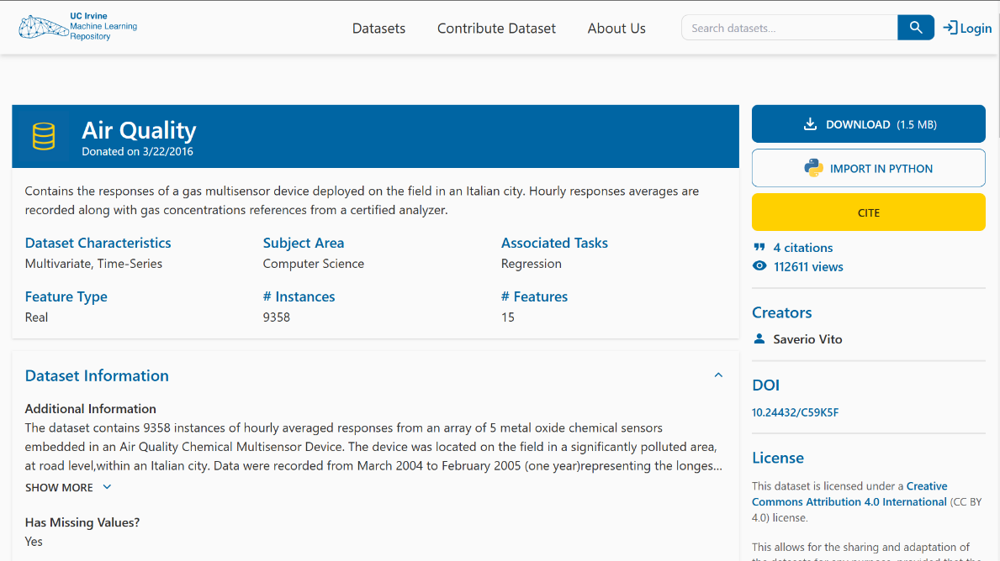 UC Irvine
Machine Learning
Repository
Datasets
Contribute Dataset
About Us
Search datasets...
Login
Air Quality
Donated on 3/22/2016
Contains the responses of a gas multisensor device deployed on the field in an Italian city. Hourly responses averages are
recorded along with gas concentrations references from a certified analyzer.
Dataset Characteristics
Multivariate, Time-Series
Subject Area
Computer Science
Associated Tasks
Regression
Feature Type
Real
# Instances
9358
# Features
15
Dataset Information
Additional Information
The dataset contains 9358 instances of hourly averaged responses from an array of 5 metal oxide chemical sensors
embedded in an Air Quality Chemical Multisensor Device. The device was located on the field in a significantly polluted area,
at road level,within an Italian city. Data were recorded from March 2004 to February 2005 (one year)representing the longes...
SHOW MORE
Has Missing Values?
Yes
DOWNLOAD (1.5 MB)
IMPORT IN PYTHON
CITE
4 citations
112611 views
Creators
Saverio Vito
DOI
10.24432/C59K5F
License
This dataset is licensed under a Creative
Commons Attribution 4.0 International (CC BY
4.0) license.
This allows for the sharing and adaptation of
the datasets for any purpose, provided that the